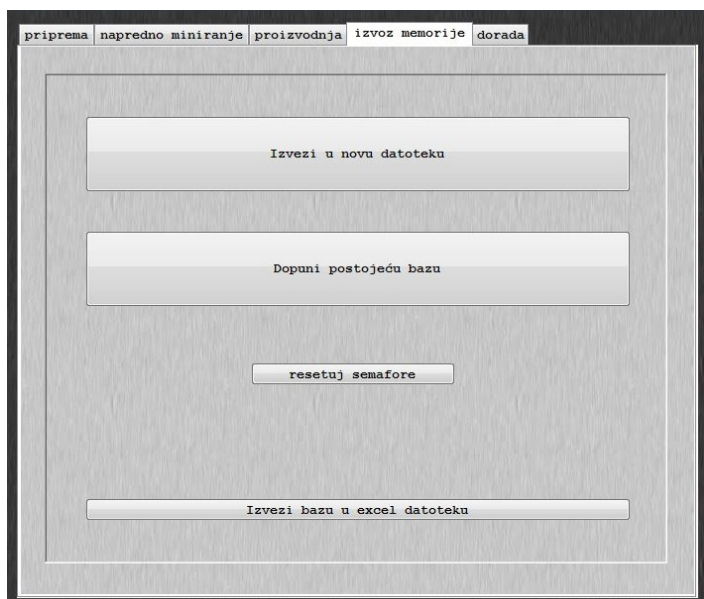 priprema napredno miniranje proizvodnja izvoz memorije dorada
Izvezi u novu datoteku
Dopuni postojeću bazu
resetuj semafore
Izvezi bazu u excel datoteku